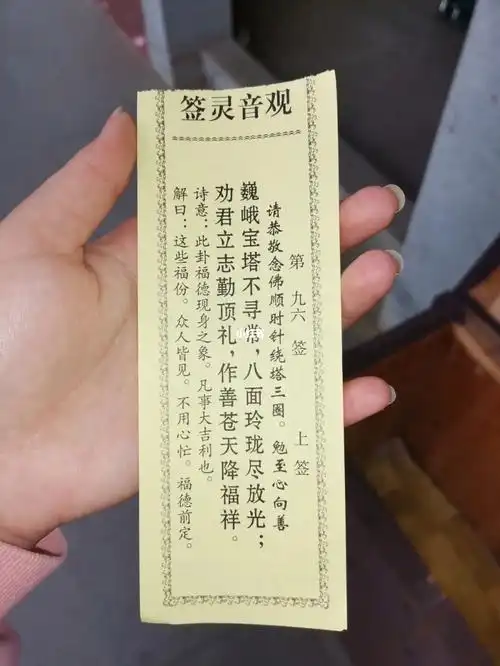 观音灵签
第 九六 签 上签
请恭敬念佛顺时针绕塔三圈。勉至心向善
巍峨宝塔不寻常，八面玲珑尽放光；
劝君立志勤顶礼，作善苍天降福祥。
诗意：此卦福德现身之象。凡事大吉利也。
解曰：这些福份。众人皆见。不用心忙。福德前定。